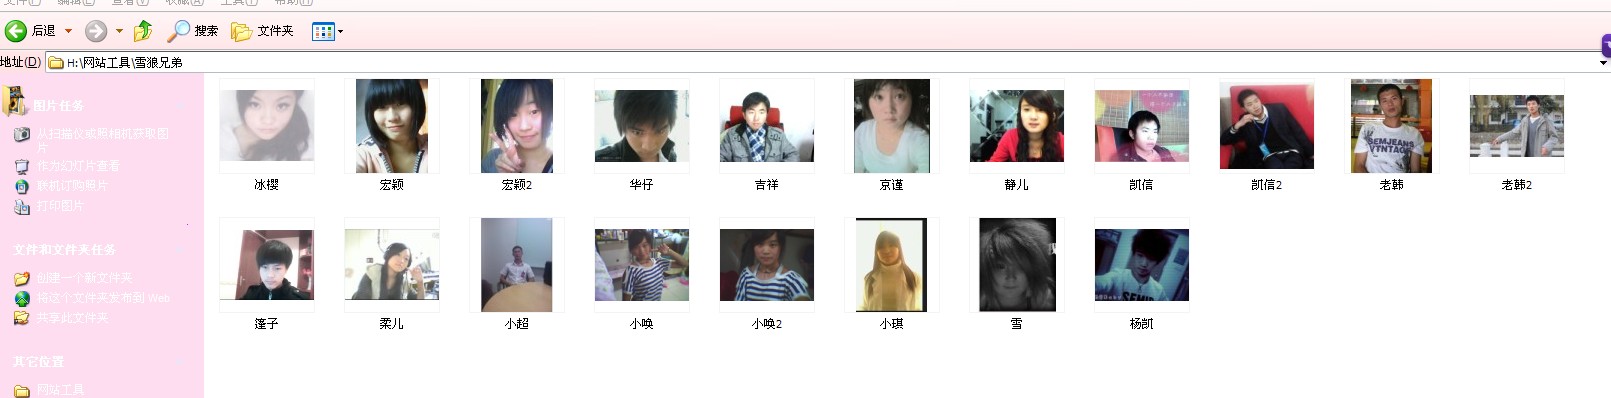 文件(F) 编辑(E) 查看(V) 收藏(A) 工具(T) 帮助(H)
后退 搜索 文件夹
地址(D) H:\网站工具\雪狼兄弟
图片任务
从扫描仪或照相机获取图
片
作为幻灯片查看
联机订购照片
打印图片
文件和文件夹任务
创建一个新文件夹
将这个文件夹发布到 Web
共享此文件夹
其它位置
网站工具
冰樱 宏颖 宏颖2 华仔 吉祥 京谨 静儿 凯信 凯信2 老韩 老韩2
篷子 柔儿 小超 小唤 小唤2 小琪 雪 杨凯
SEMJEANS
VYNTAGE